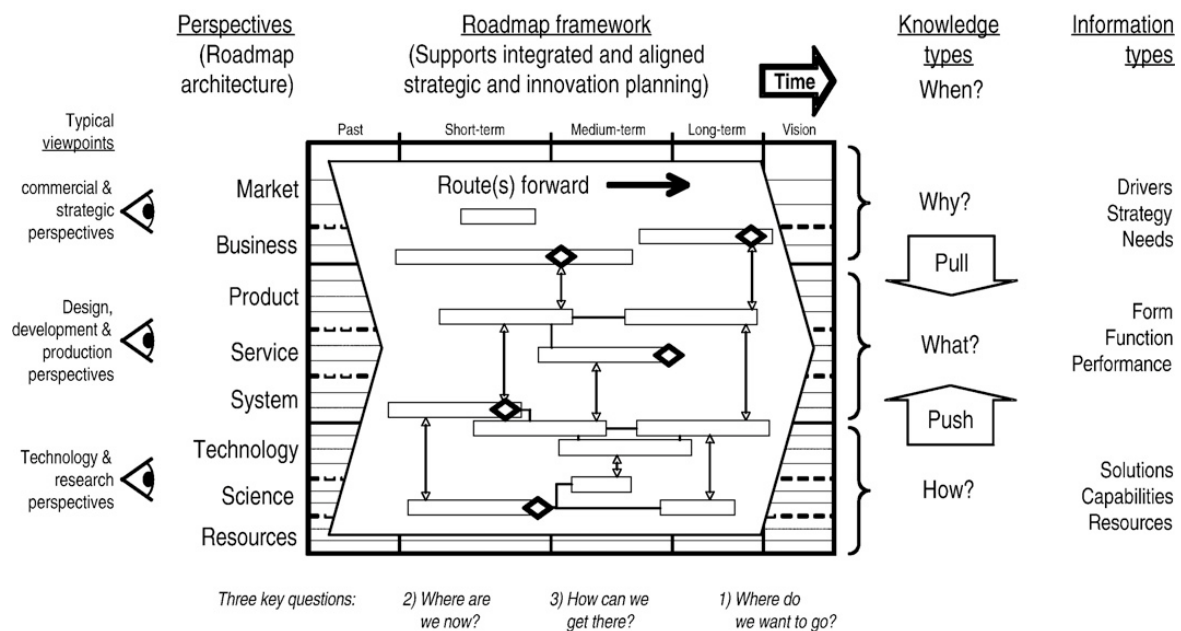 Perspectives
(Roadmap
architecture)
Roadmap framework
(Supports integrated and aligned
strategic and innovation planning)
Time
Knowledge
types
When?
Information
types
Typical
viewpoints
Past
Short-term
Medium-term
Long-term
Vision
commercial &
strategic
perspectives
Market
Business
Route(s) forward
Why?
Drivers
Strategy
Needs
Pull
Design,
development &
production
perspectives
Product
Service
System
What?
Form
Function
Performance
Push
Technology &
research
perspectives
Technology
Science
Resources
How?
Solutions
Capabilities
Resources
Three key questions:
2) Where are
we now?
3) How can we
get there?
1) Where do
we want to go?